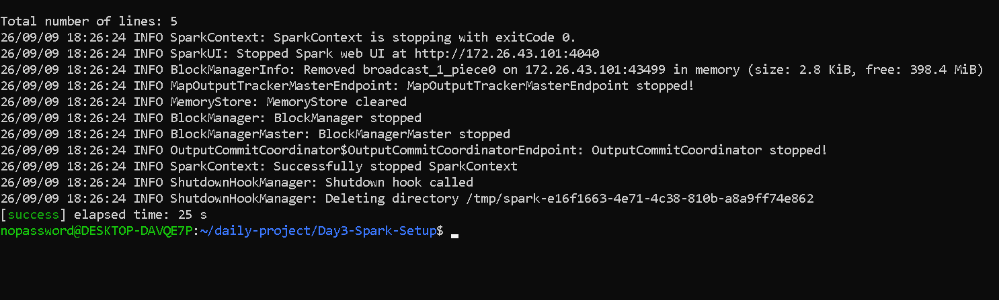 Total number of lines: 5
26/09/09 18:26:24 INFO SparkContext: SparkContext is stopping with exitCode 0.
26/09/09 18:26:24 INFO SparkUI: Stopped Spark web UI at http://172.26.43.101:4040
26/09/09 18:26:24 INFO BlockManagerInfo: Removed broadcast_1_piece0 on 172.26.43.101:43499 in memory (size: 2.8 KiB, free: 398.4 MiB)
26/09/09 18:26:24 INFO MapOutputTrackerMasterEndpoint: MapOutputTrackerMasterEndpoint stopped!
26/09/09 18:26:24 INFO MemoryStore: MemoryStore cleared
26/09/09 18:26:24 INFO BlockManager: BlockManager stopped
26/09/09 18:26:24 INFO BlockManagerMaster: BlockManagerMaster stopped
26/09/09 18:26:24 INFO OutputCommitCoordinator$OutputCommitCoordinatorEndpoint: OutputCommitCoordinator stopped!
26/09/09 18:26:24 INFO SparkContext: Successfully stopped SparkContext
26/09/09 18:26:24 INFO ShutdownHookManager: Shutdown hook called
26/09/09 18:26:24 INFO ShutdownHookManager: Deleting directory /tmp/spark-e16f1663-4e71-4c38-810b-a8a9ff74e862
[success] elapsed time: 25 s
nopassword@DESKTOP-DAVQE7P:~/daily-project/Day3-Spark-Setup$